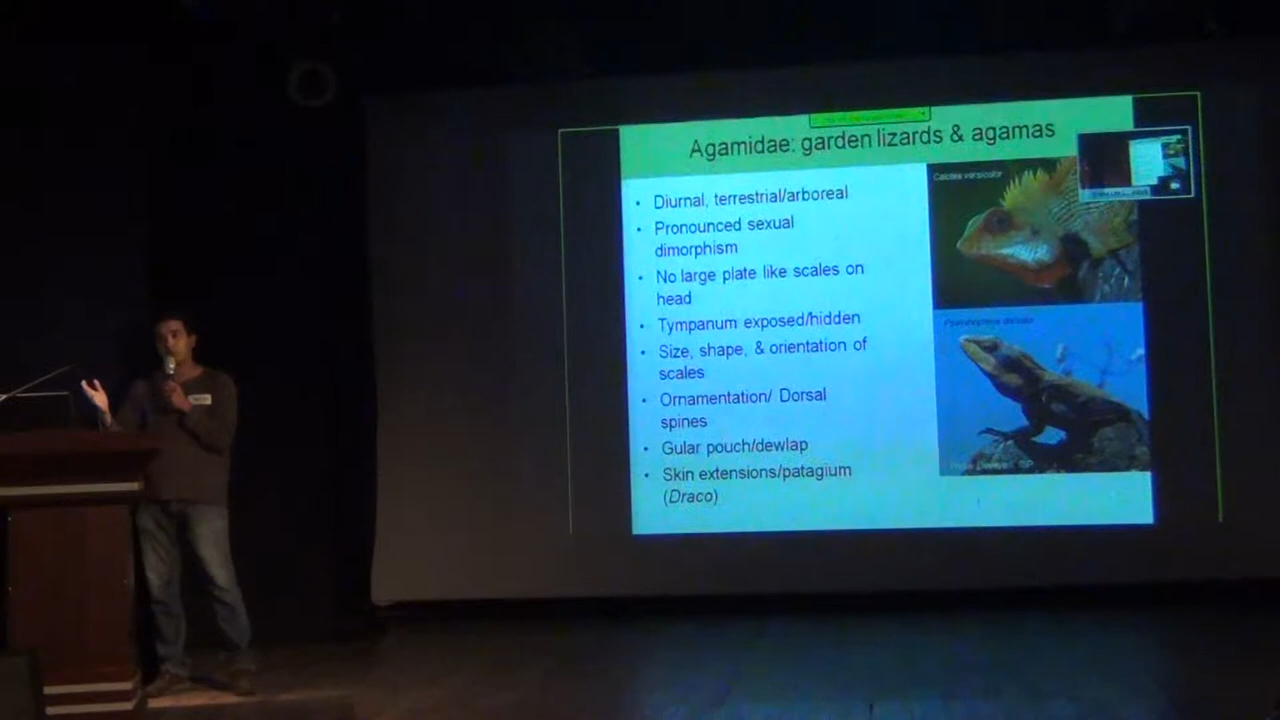 Agamidae: garden lizards & agamas
• Diurnal, terrestrial/arboreal
• Pronounced sexual
dimorphism
• No large plate like scales on
head
• Tympanum exposed/hidden
• Size, shape, & orientation of
scales
• Ornamentation/ Dorsal
spines
• Gular pouch/dewlap
• Skin extensions/patagium
(Draco)
Calotes versicolor